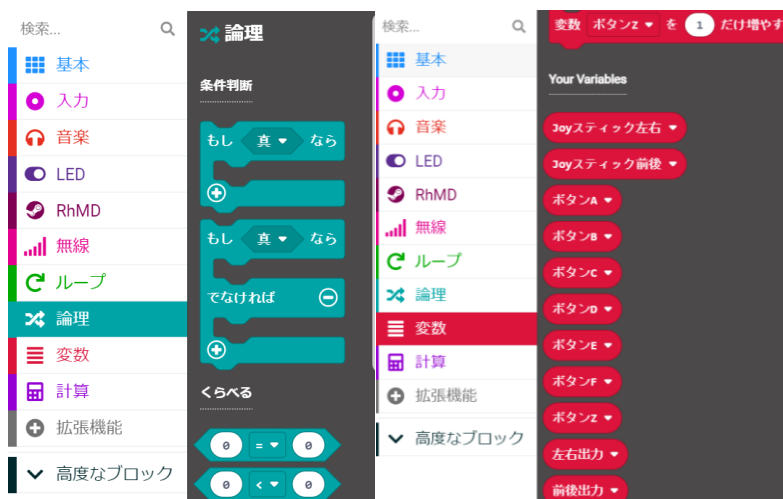 検索...
基本
入力
音楽
LED
RhMD
無線
ループ
論理
変数
計算
拡張機能
高度なブロック
論理
条件判断
もし 真 なら
もし 真 なら
でなければ
くらべる
0 = 0
0 < 0
検索...
基本
入力
音楽
LED
RhMD
無線
ループ
論理
変数
計算
拡張機能
高度なブロック
変数 ボタンZ を 1 だけ増やす
Your Variables
Joyスティック左右
Joyスティック前後
ボタンA
ボタンB
ボタンC
ボタンD
ボタンE
ボタンF
ボタンZ
左右出力
前後出力